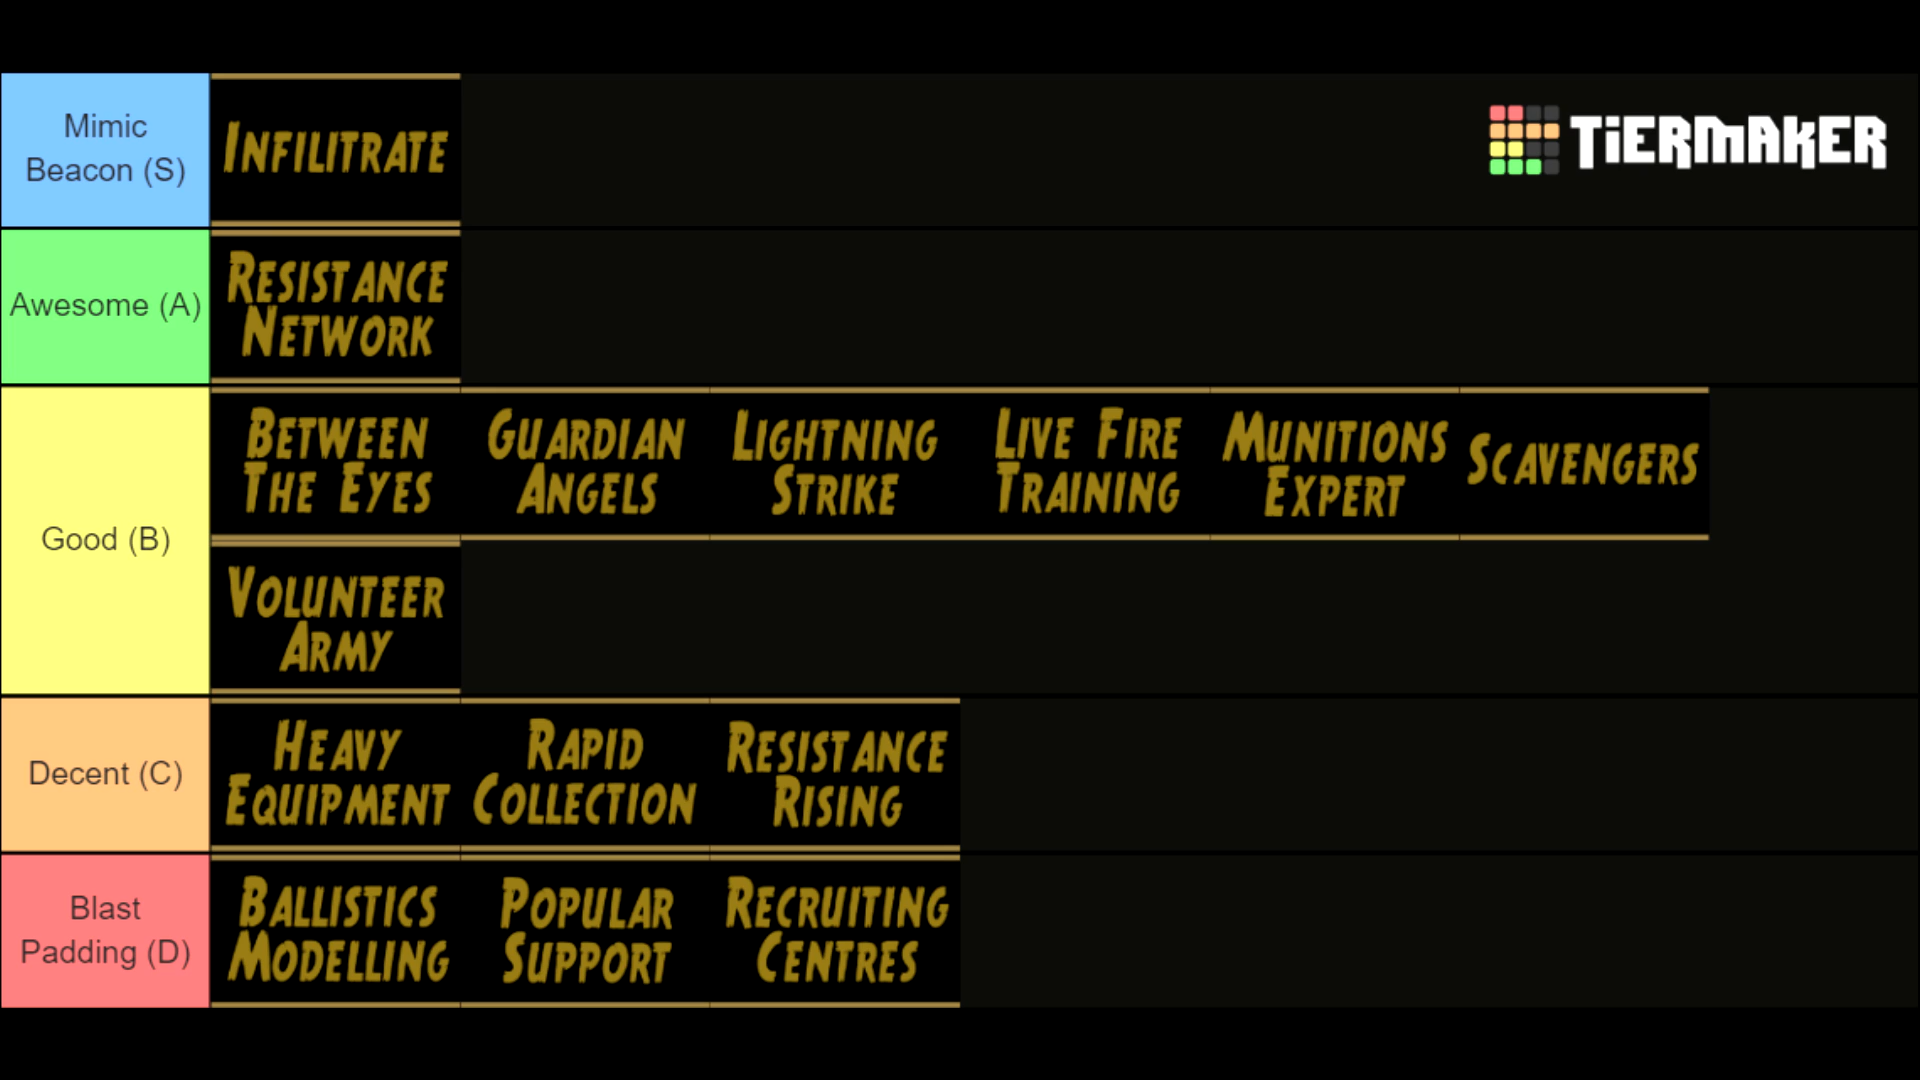 Mimic
Beacon (S)
INFILITRATE
TiERMAKER
Awesome (A)
RESISTANCE
NETWORK
Good (B)
BETWEEN
THE EYES
GUARDIAN
ANGELS
LIGHTNING
STRIKE
LIVE FIRE
TRAINING
MUNITIONS
EXPERT
SCAVENGERS
VOLUNTEER
ARMY
Decent (C)
HEAVY
EQUIPMENT
RAPID
COLLECTION
RESISTANCE
RISING
Blast
Padding (D)
BALLISTICS
MODELLING
POPULAR
SUPPORT
RECRUITING
CENTRES